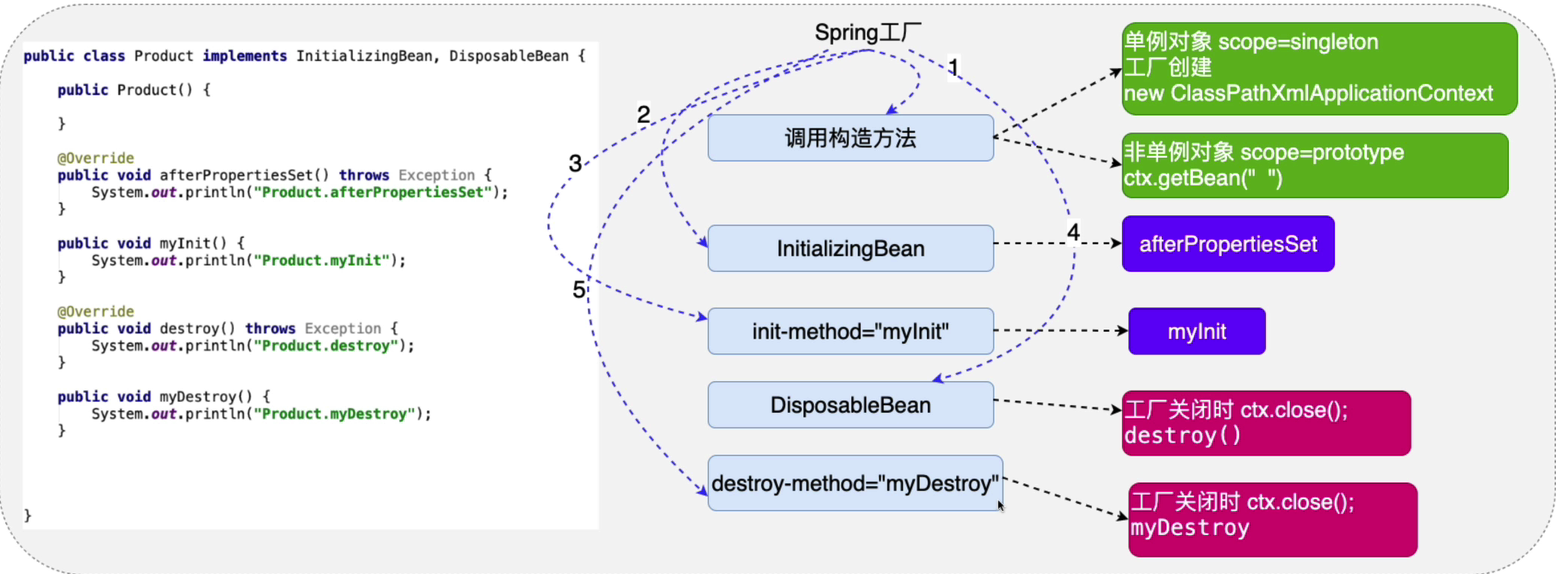 public class Product implements InitializingBean, DisposableBean {
public Product() {
}
@Override
public void afterPropertiesSet() throws Exception {
System.out.println("Product.afterPropertiesSet");
}
public void myInit() {
System.out.println("Product.myInit");
}
@Override
public void destroy() throws Exception {
System.out.println("Product.destroy");
}
public void myDestroy() {
System.out.println("Product.myDestroy");
}
}
Spring工厂
1
2
3
4
5
调用构造方法
单例对象 scope=singleton
工厂创建
new ClassPathXmlApplicationContext
非单例对象 scope=prototype
ctx.getBean(" ")
InitializingBean
afterPropertiesSet
init-method="myInit"
myInit
DisposableBean
工厂关闭时 ctx.close();
destroy()
destroy-method="myDestroy"
工厂关闭时 ctx.close();
myDestroy